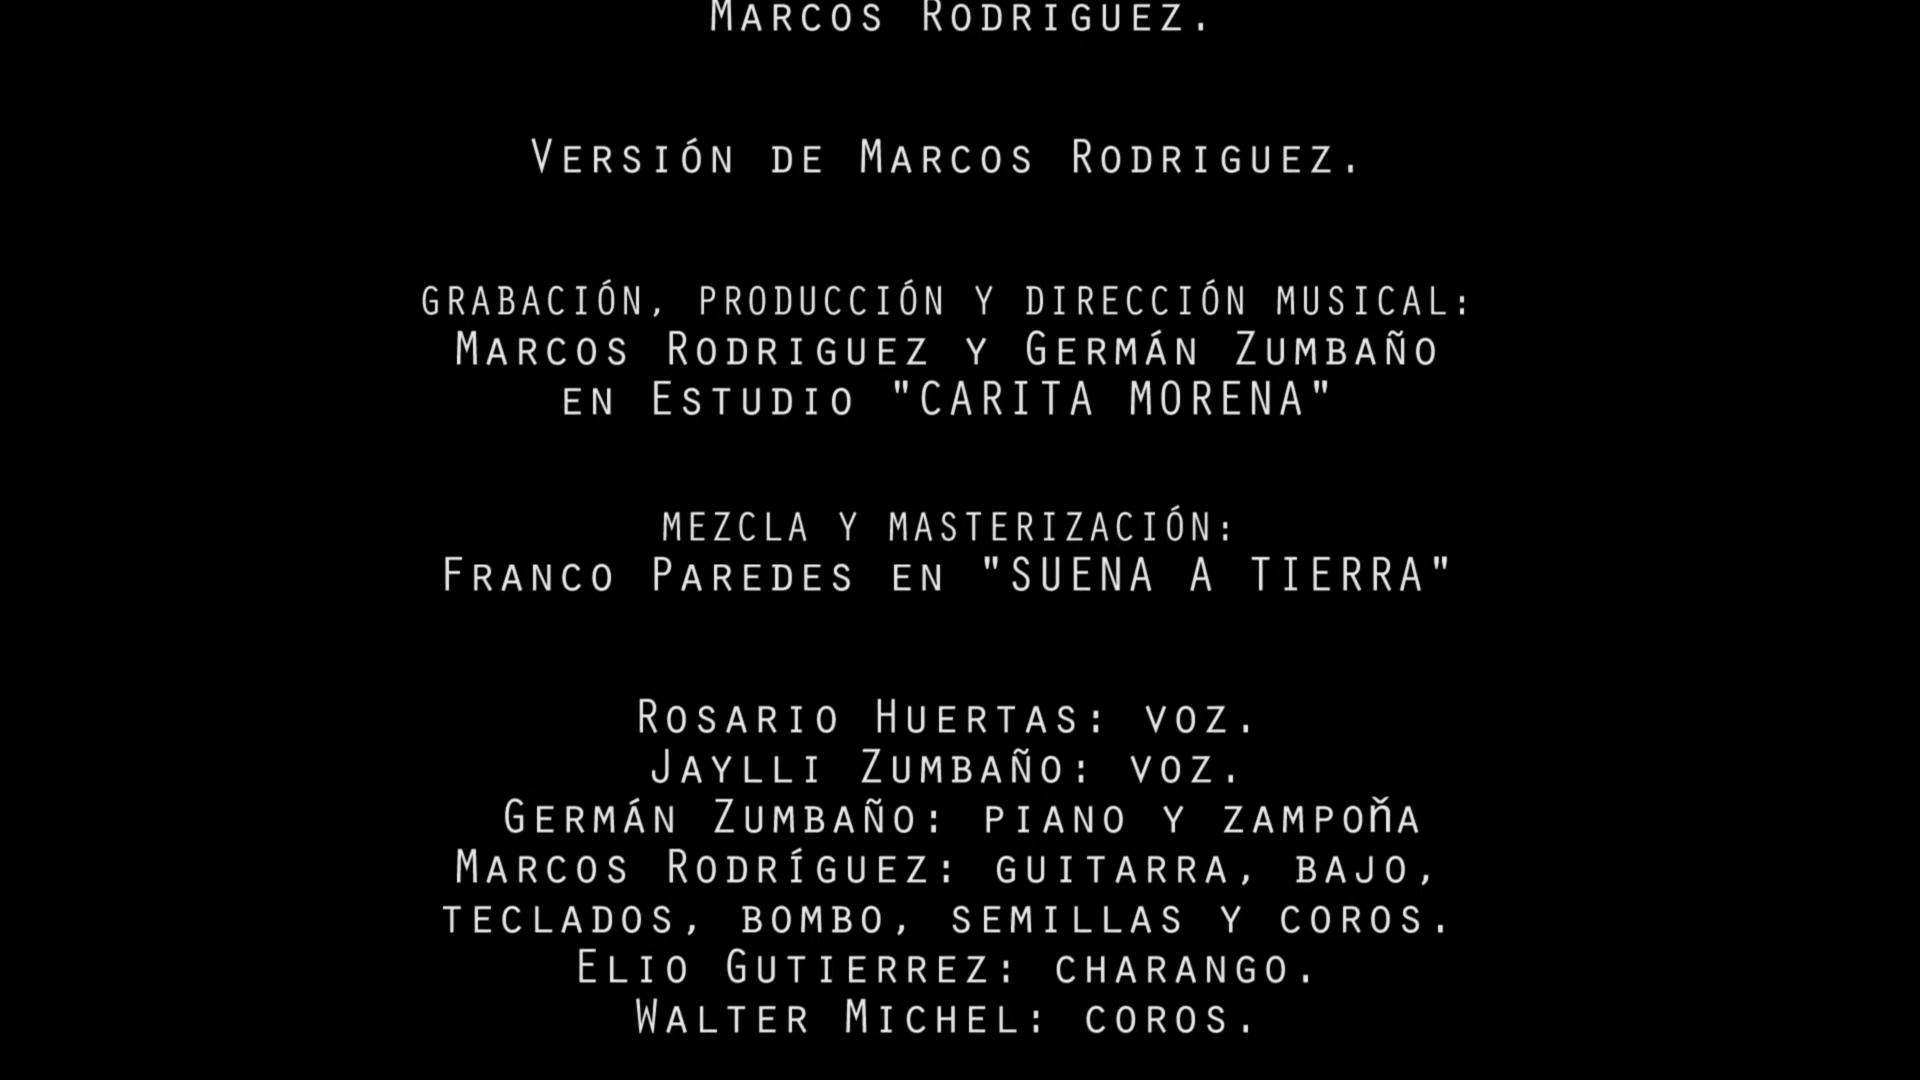 Marcos Rodriguez.
Versión de Marcos Rodriguez.
GRABACIÓN, PRODUCCIÓN Y DIRECCIÓN MUSICAL:
Marcos Rodriguez y Germán Zumbaño
en Estudio "CARITA MORENA"
MEZCLA Y MASTERIZACIÓN:
Franco Paredes en "SUENA A TIERRA"
Rosario Huertas: voz.
Jaylli Zumbaño: voz.
Germán Zumbaño: piano y zampoňa
Marcos Rodríguez: guitarra, bajo,
teclados, bombo, semillas y coros.
Elio Gutierrez: charango.
Walter Michel: coros.